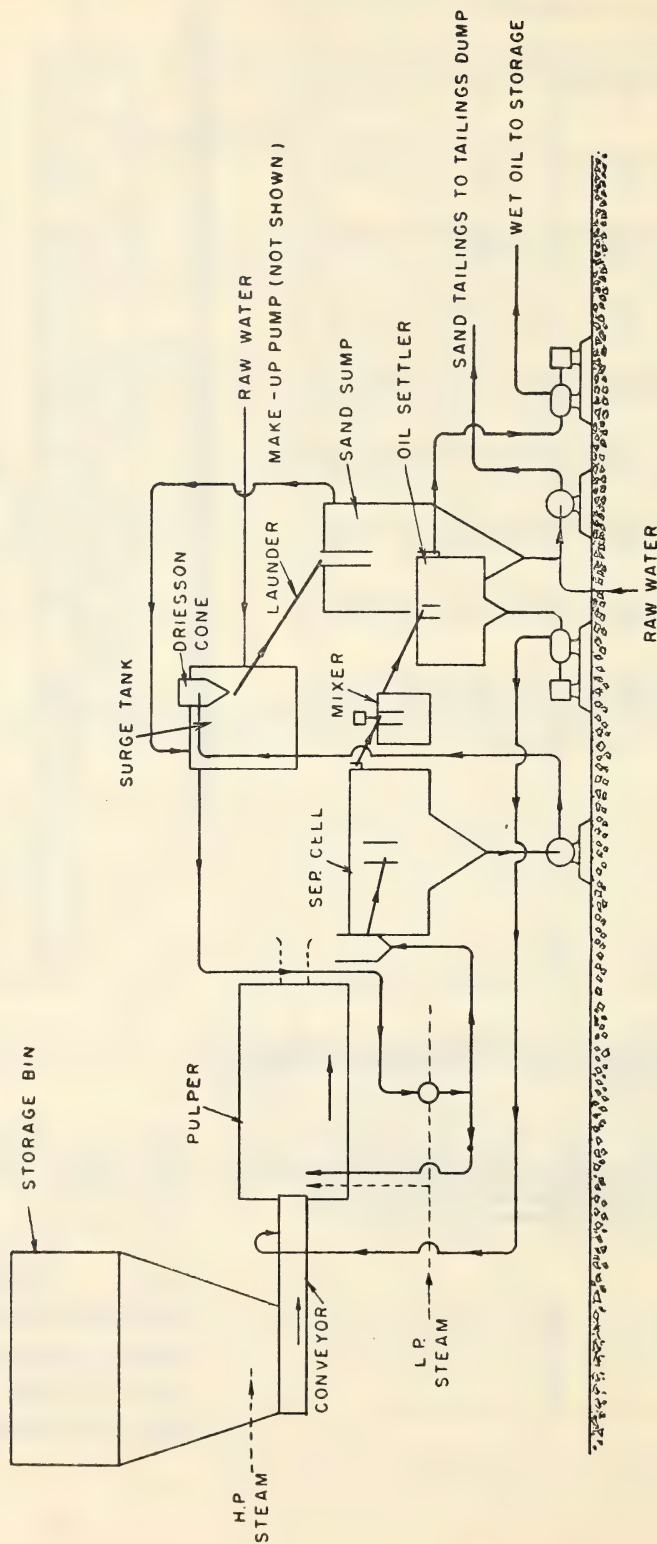 STORAGE BIN
H.P.
STEAM
CONVEYOR
PULPER
L.P.
STEAM
SEP. CELL
SURGE TANK
DRIESSON
CONE
MIXER
LAUNDER
RAW WATER
MAKE-UP PUMP (NOT SHOWN)
SAND SUMP
OIL SETTLER
SAND TAILINGS TO TAILINGS DUMP
WET OIL TO STORAGE
RAW WATER